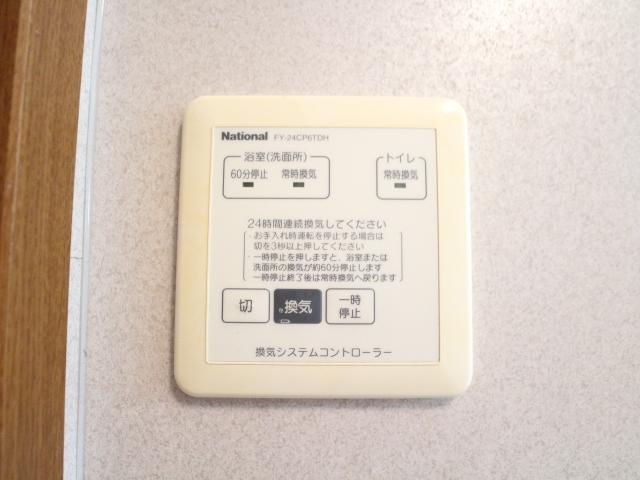 National FY-24CP6TDH
浴室(洗面所)
60分停止 常時換気
トイレ
常時換気
24時間連続換気してください
・お手入れ時運転を停止する場合は
切を3秒以上押してください
・一時停止を押しますと、浴室または
洗面所の換気が約60分停止します
一時停止終了後は常時換気へ戻ります
切
換気
一時
停止
換気システムコントローラー